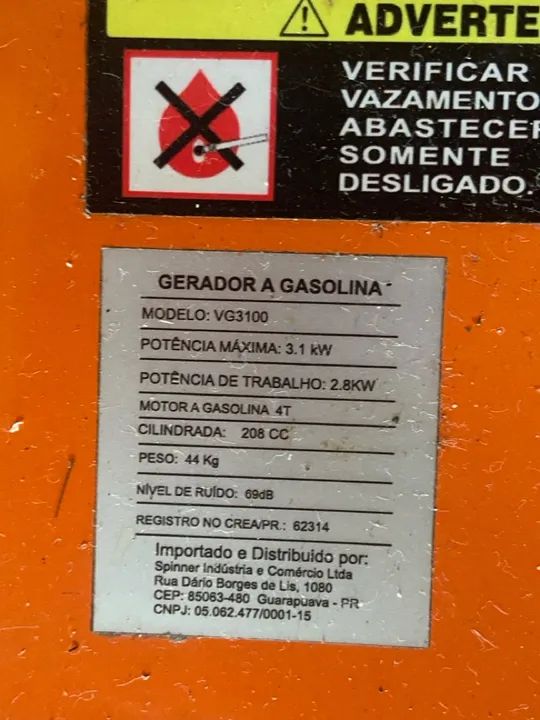 ADVERTE
VERIFICAR
VAZAMENTO
ABASTECER
SOMENTE
DESLIGADO.
GERADOR A GASOLINA
MODELO: VG3100
POTÊNCIA MÁXIMA: 3.1 kW
POTÊNCIA DE TRABALHO: 2.8KW
MOTOR A GASOLINA 4T
CILINDRADA: 208 CC
PESO: 44 Kg
NÍVEL DE RUÍDO: 69dB
REGISTRO NO CREA/PR.: 62314
Importado e Distribuido por:
Spinner Indústria e Comércio Ltda
Rua Dário Borges de Lis, 1080
CEP: 85063-480 Guarapuava - PR
CNPJ: 05.062.477/0001-15